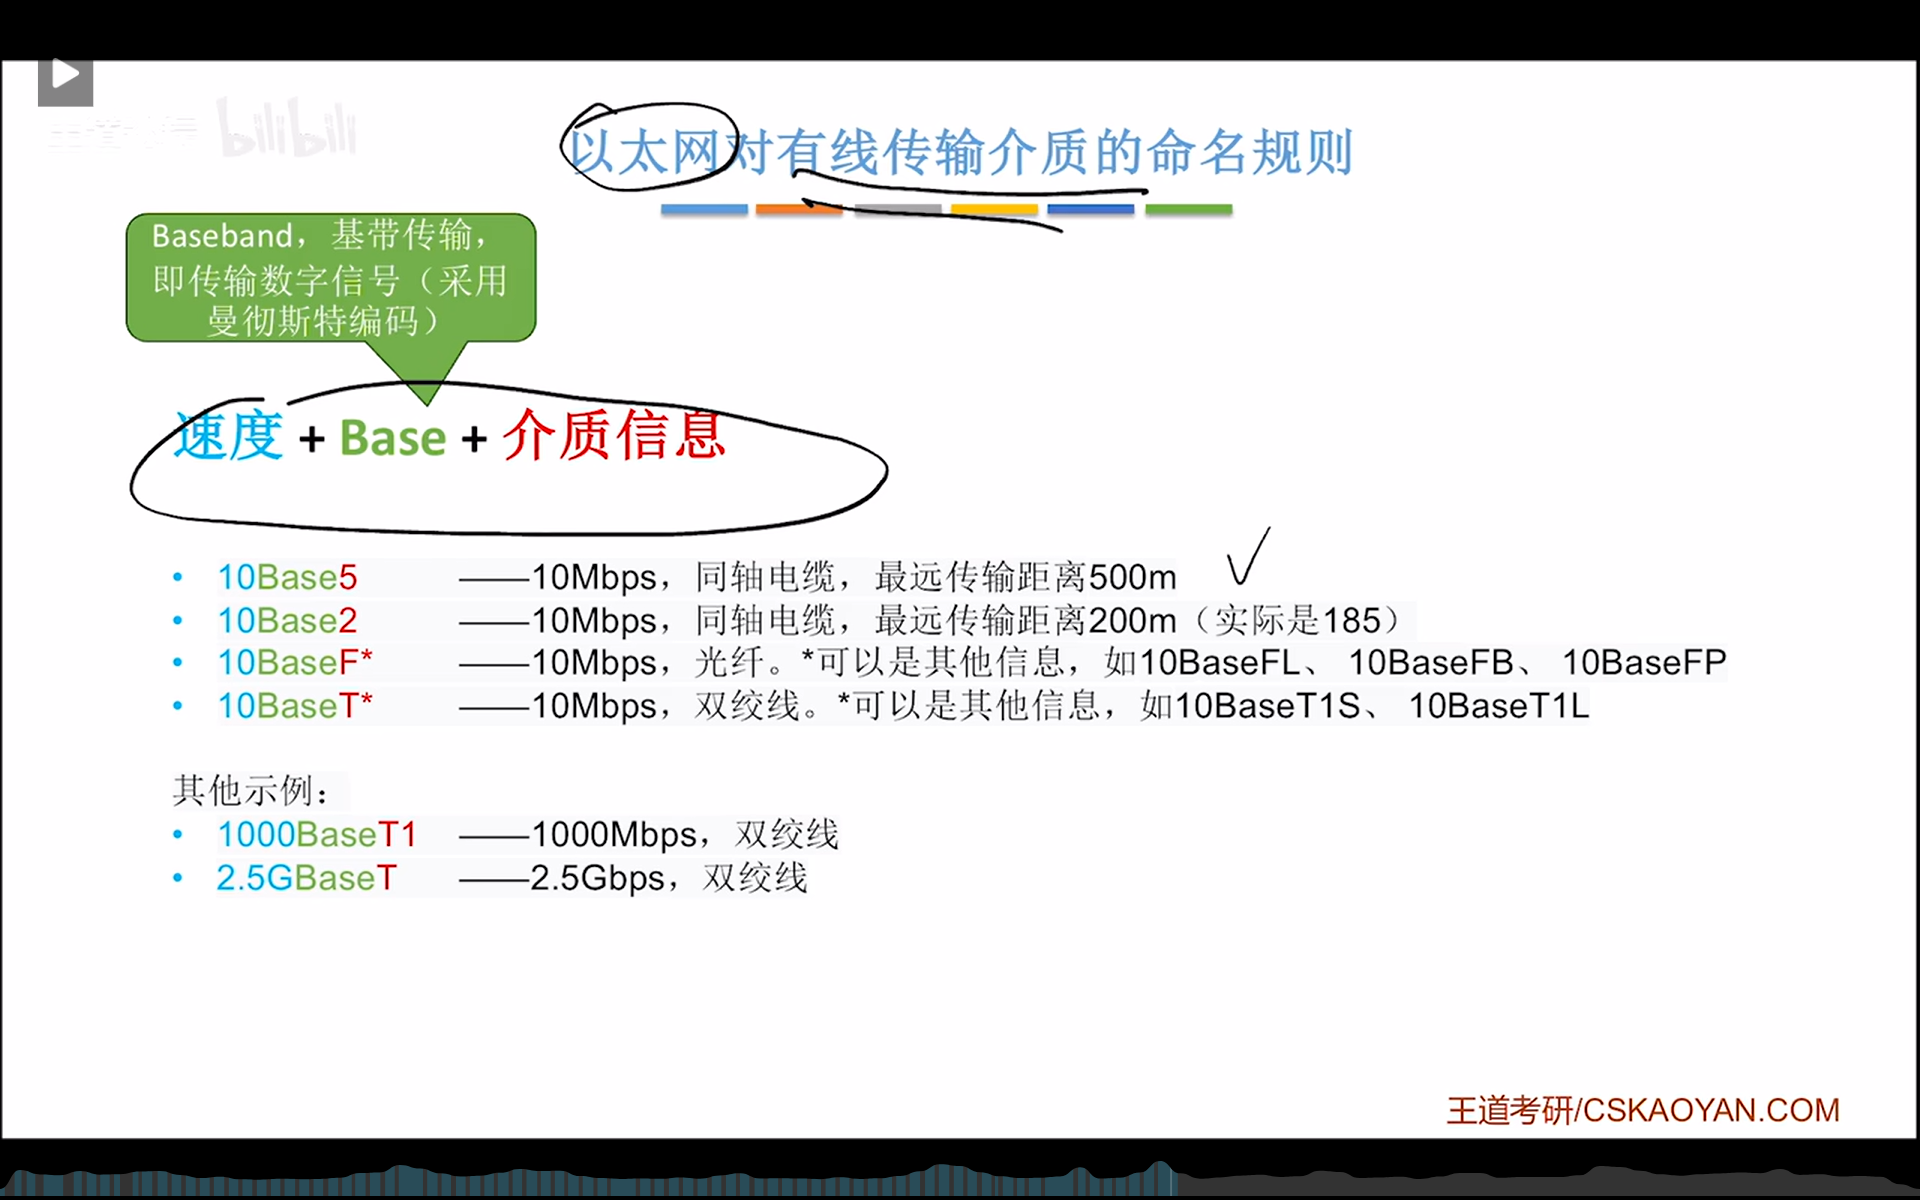 bilibili
以太网对有线传输介质的命名规则
Baseband，基带传输，
即传输数字信号（采用
曼彻斯特编码）
速度 + Base + 介质信息
• 10Base5 ——10Mbps，同轴电缆，最远传输距离500m
• 10Base2 ——10Mbps，同轴电缆，最远传输距离200m（实际是185）
• 10BaseF* ——10Mbps，光纤。*可以是其他信息，如10BaseFL、 10BaseFB、 10BaseFP
• 10BaseT* ——10Mbps，双绞线。*可以是其他信息，如10BaseT1S、 10BaseT1L
其他示例：
• 1000BaseT1 ——1000Mbps，双绞线
• 2.5GBaseT ——2.5Gbps，双绞线
王道考研/CSKAOYAN.COM